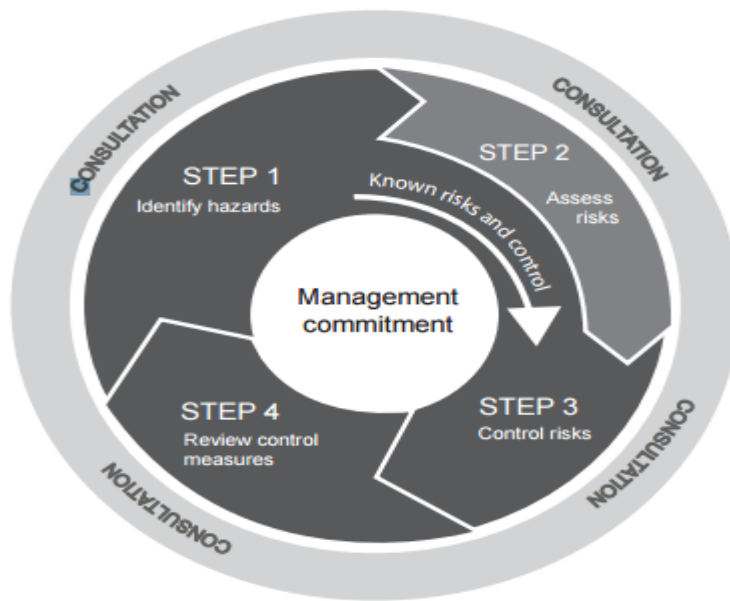 CONSULTATION
CONSULTATION
STEP 1
Identify hazards
STEP 2
Assess
risks
Known risks and control
Management
commitment
STEP 4
Review control
measures
STEP 3
Control risks
CONSULTATION
CONSULTATION